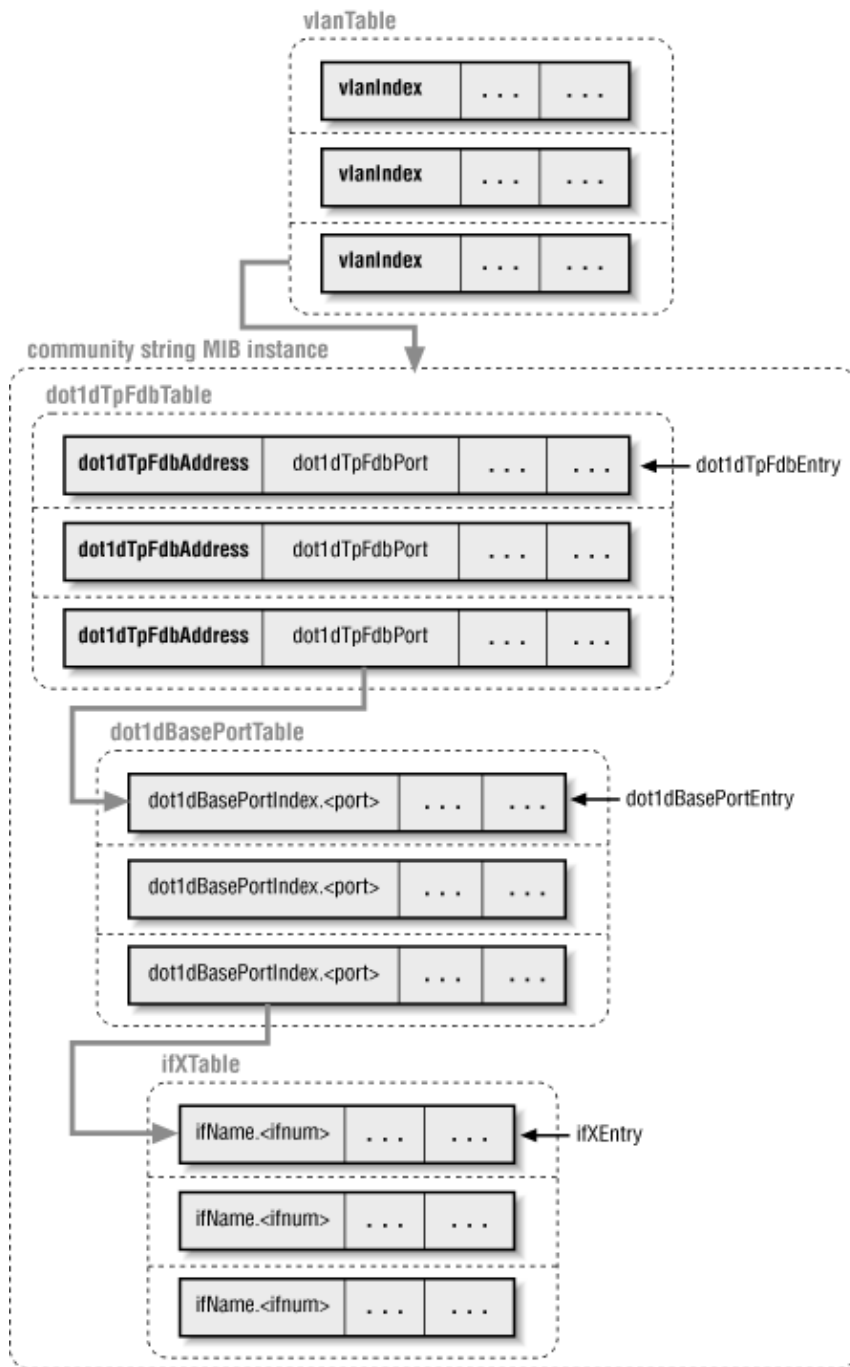 vlanTable
vlanIndex ... ...
vlanIndex ... ...
vlanIndex ... ...
community string MIB instance
dot1dTpFdbTable
dot1dTpFdbAddress dot1dTpFdbPort ... ... dot1dTpFdbEntry
dot1dTpFdbAddress dot1dTpFdbPort ... ...
dot1dTpFdbAddress dot1dTpFdbPort ... ...
dot1dBasePortTable
dot1dBasePortIndex.<port> ... ... dot1dBasePortEntry
dot1dBasePortIndex.<port> ... ...
dot1dBasePortIndex.<port> ... ...
ifXTable
ifName.<ifnum> ... ... ifXEntry
ifName.<ifnum> ... ...
ifName.<ifnum> ... ...